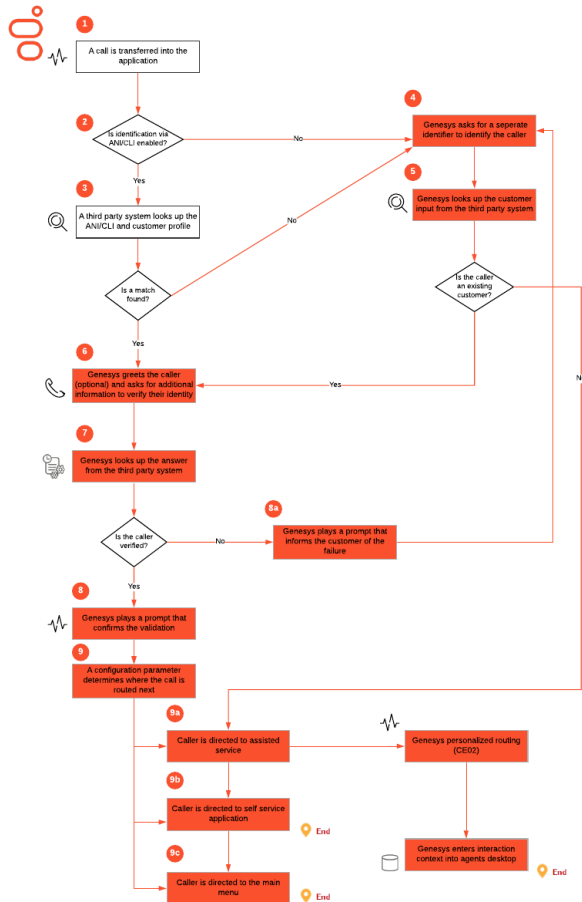 1
A call is transferred into the
application
2
Is identification via
ANI/CLI enabled?
No
Yes
3
A third party system looks up the
ANI/CLI and customer profile
No
Is a match
found?
Yes
4
Genesys asks for a seperate
identifier to identify the caller
5
Genesys looks up the customer
input from the third party system
Is the caller
an existing
customer?
Yes
6
Genesys greets the caller
(optional) and asks for additional
information to verify their identity
7
Genesys looks up the answer
from the third party system
Is the caller
verified?
No
8a
Genesys plays a prompt that
informs the customer of the
failure
Yes
8
Genesys plays a prompt that
confirms the validation
9
A configuration parameter
determines where the call is
routed next
9a
Caller is directed to assisted
service
Genesys personalized routing
(CE02)
9b
Caller is directed to self service
application
End
Genesys enters interaction
context into agents desktop
End
9c
Caller is directed to the main
menu
End